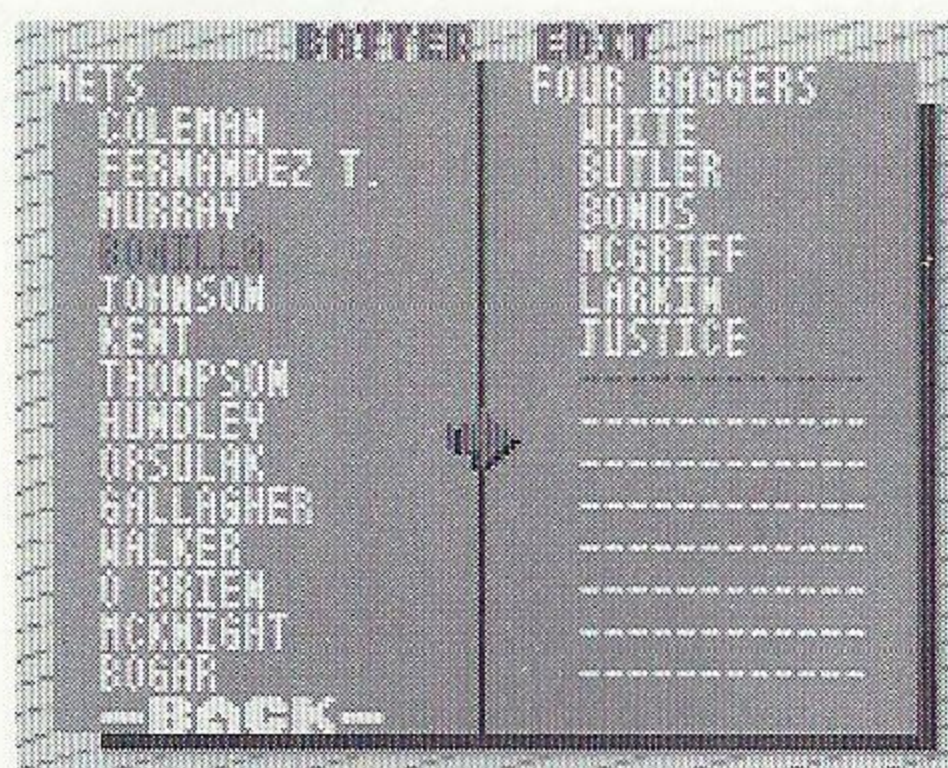 BATTER EDIT
METS
COLEMAN
FERNANDEZ T.
MURRAY
BONILLA
JOHNSON
KENT
THOMPSON
HUNDLEY
ORSULAK
GALLAGHER
WALKER
O BRIEN
MCKNIGHT
BOGAR
-BACK-
FOUR BAGGERS
WHITE
BUTLER
BONDS
MCGRIFF
LARKIN
JUSTICE
------------
------------
------------
------------
------------
------------
------------
------------